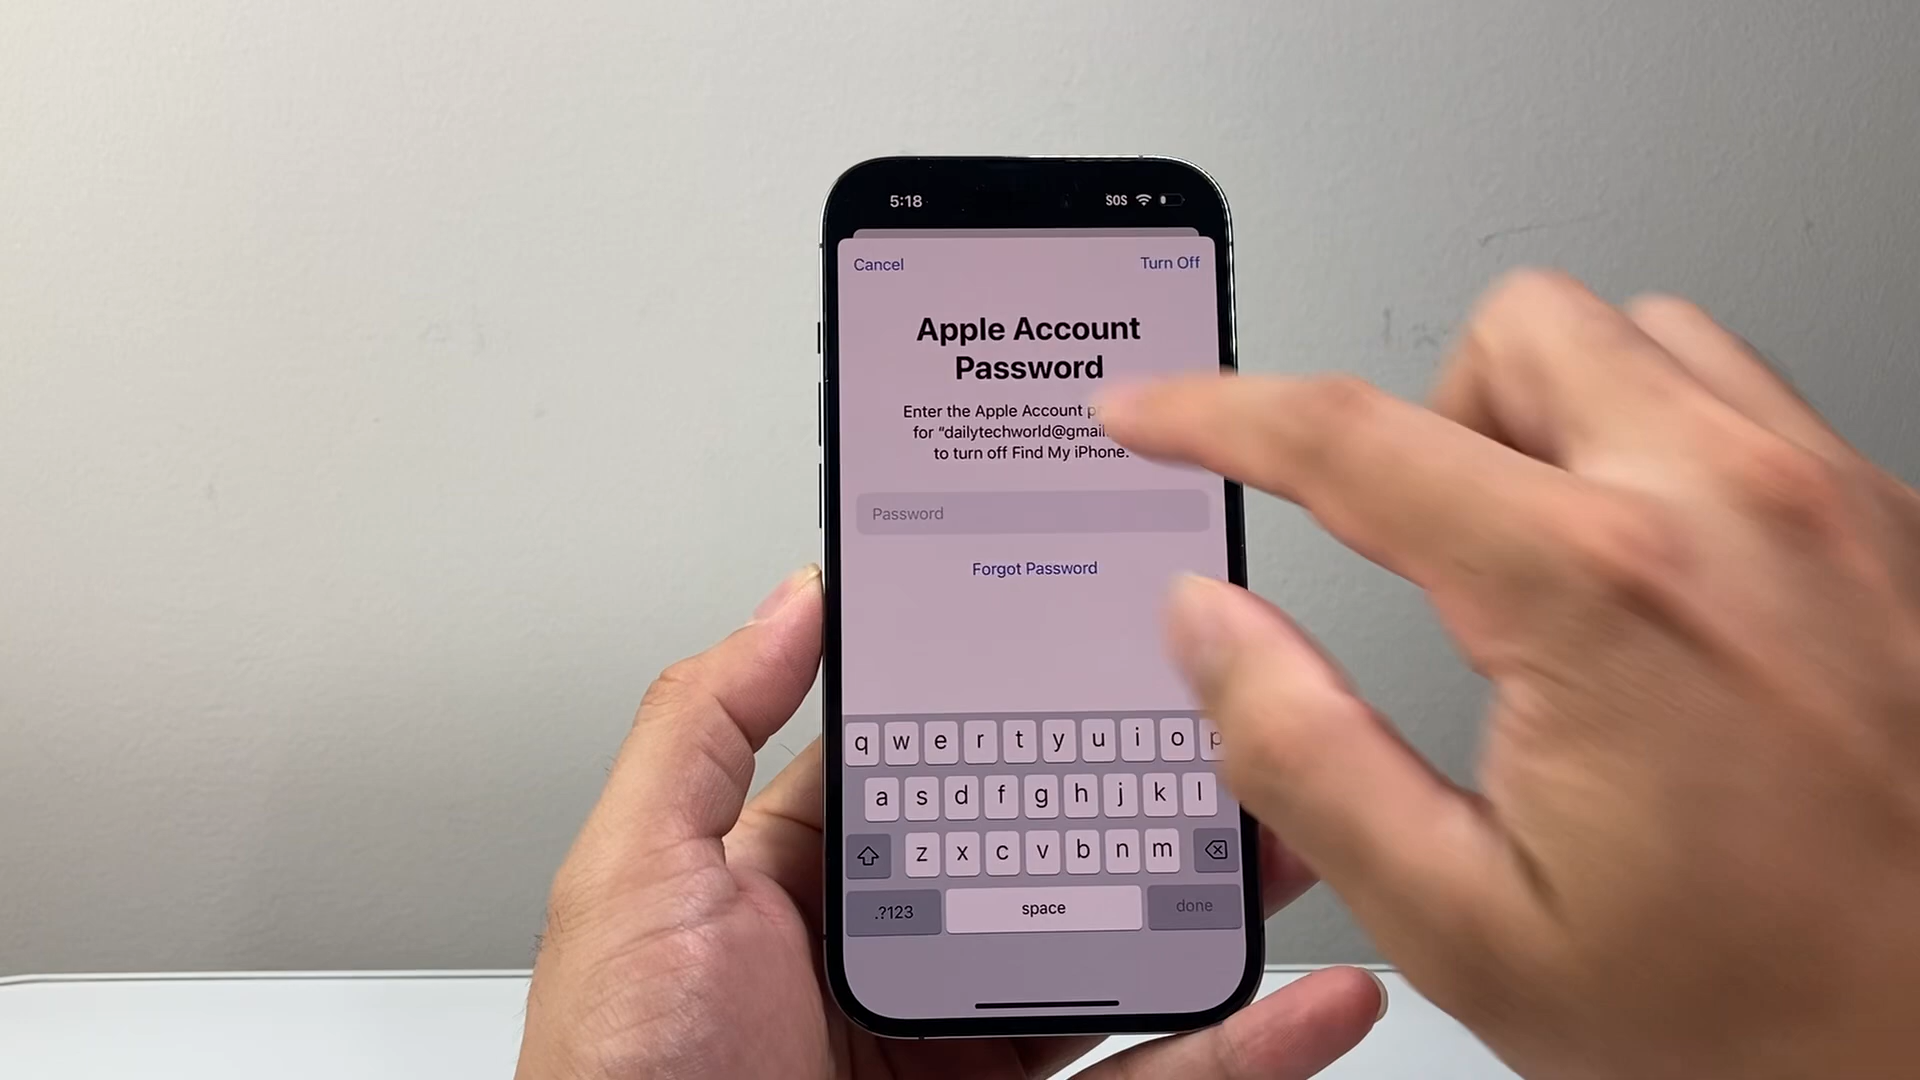 5:18 SOS
Cancel Turn Off
Apple Account
Password
Enter the Apple Account
for “dailytechworld@gmail.
to turn off Find My iPhone.
Password
Forgot Password
q w e r t y u i o p
a s d f g h j k l
z x c v b n m
.?123 space done